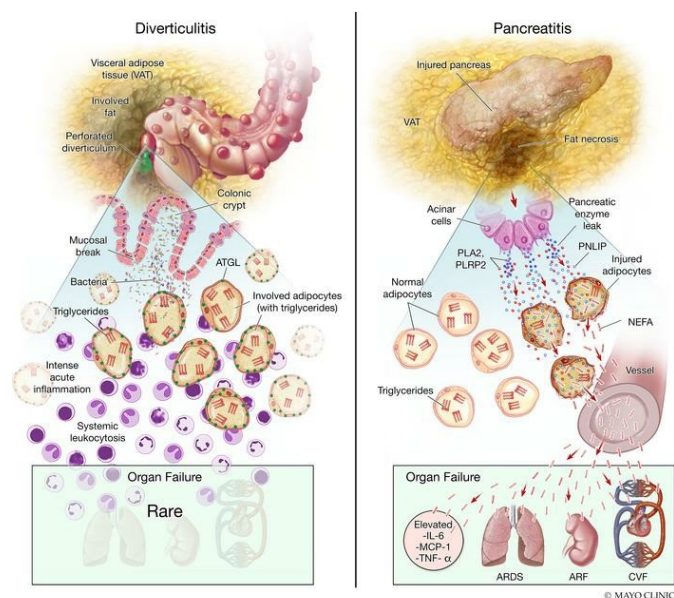 Diverticulitis
Visceral adipose
tissue (VAT)
Involved
fat
Perforated
diverticulum
Colonic
crypt
Mucosal
break
Bacteria
ATGL
Triglycerides
Involved adipocytes
(with triglycerides)
Intense
acute
inflammation
Systemic
leukocytosis
Organ Failure
Rare
Pancreatitis
Injured pancreas
VAT
Fat necrosis
Acinar
cells
Pancreatic
enzyme
leak
PLA2,
PLRP2
PNLIP
Injured
adipocytes
Normal
adipocytes
NEFA
Triglycerides
Vessel
Organ Failure
Elevated
-IL-6
-MCP-1
-TNF- α
ARDS
ARF
CVF
© MAYO CLINIC